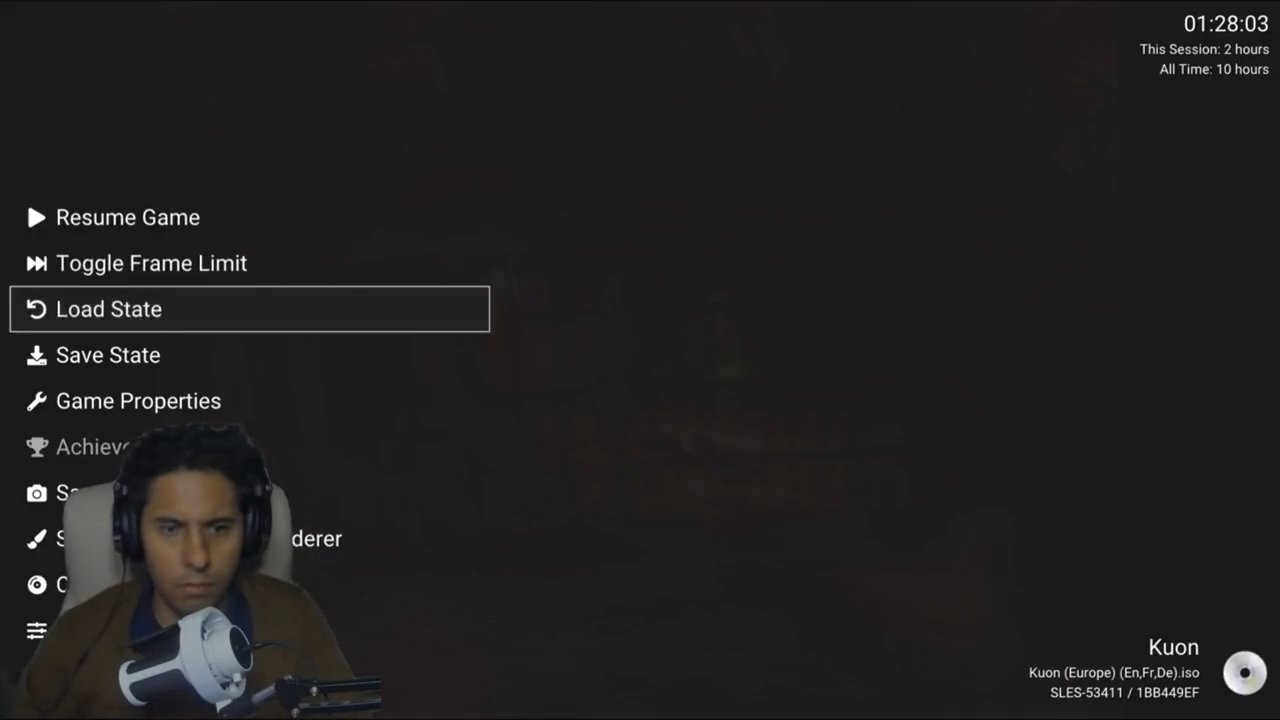 01:28:03
This Session: 2 hours
All Time: 10 hours
Resume Game
Toggle Frame Limit
Load State
Save State
Game Properties
Achiev
S
S derer
C
Kuon
Kuon (Europe) (En,Fr,De).iso
SLES-53411 / 1BB449EF